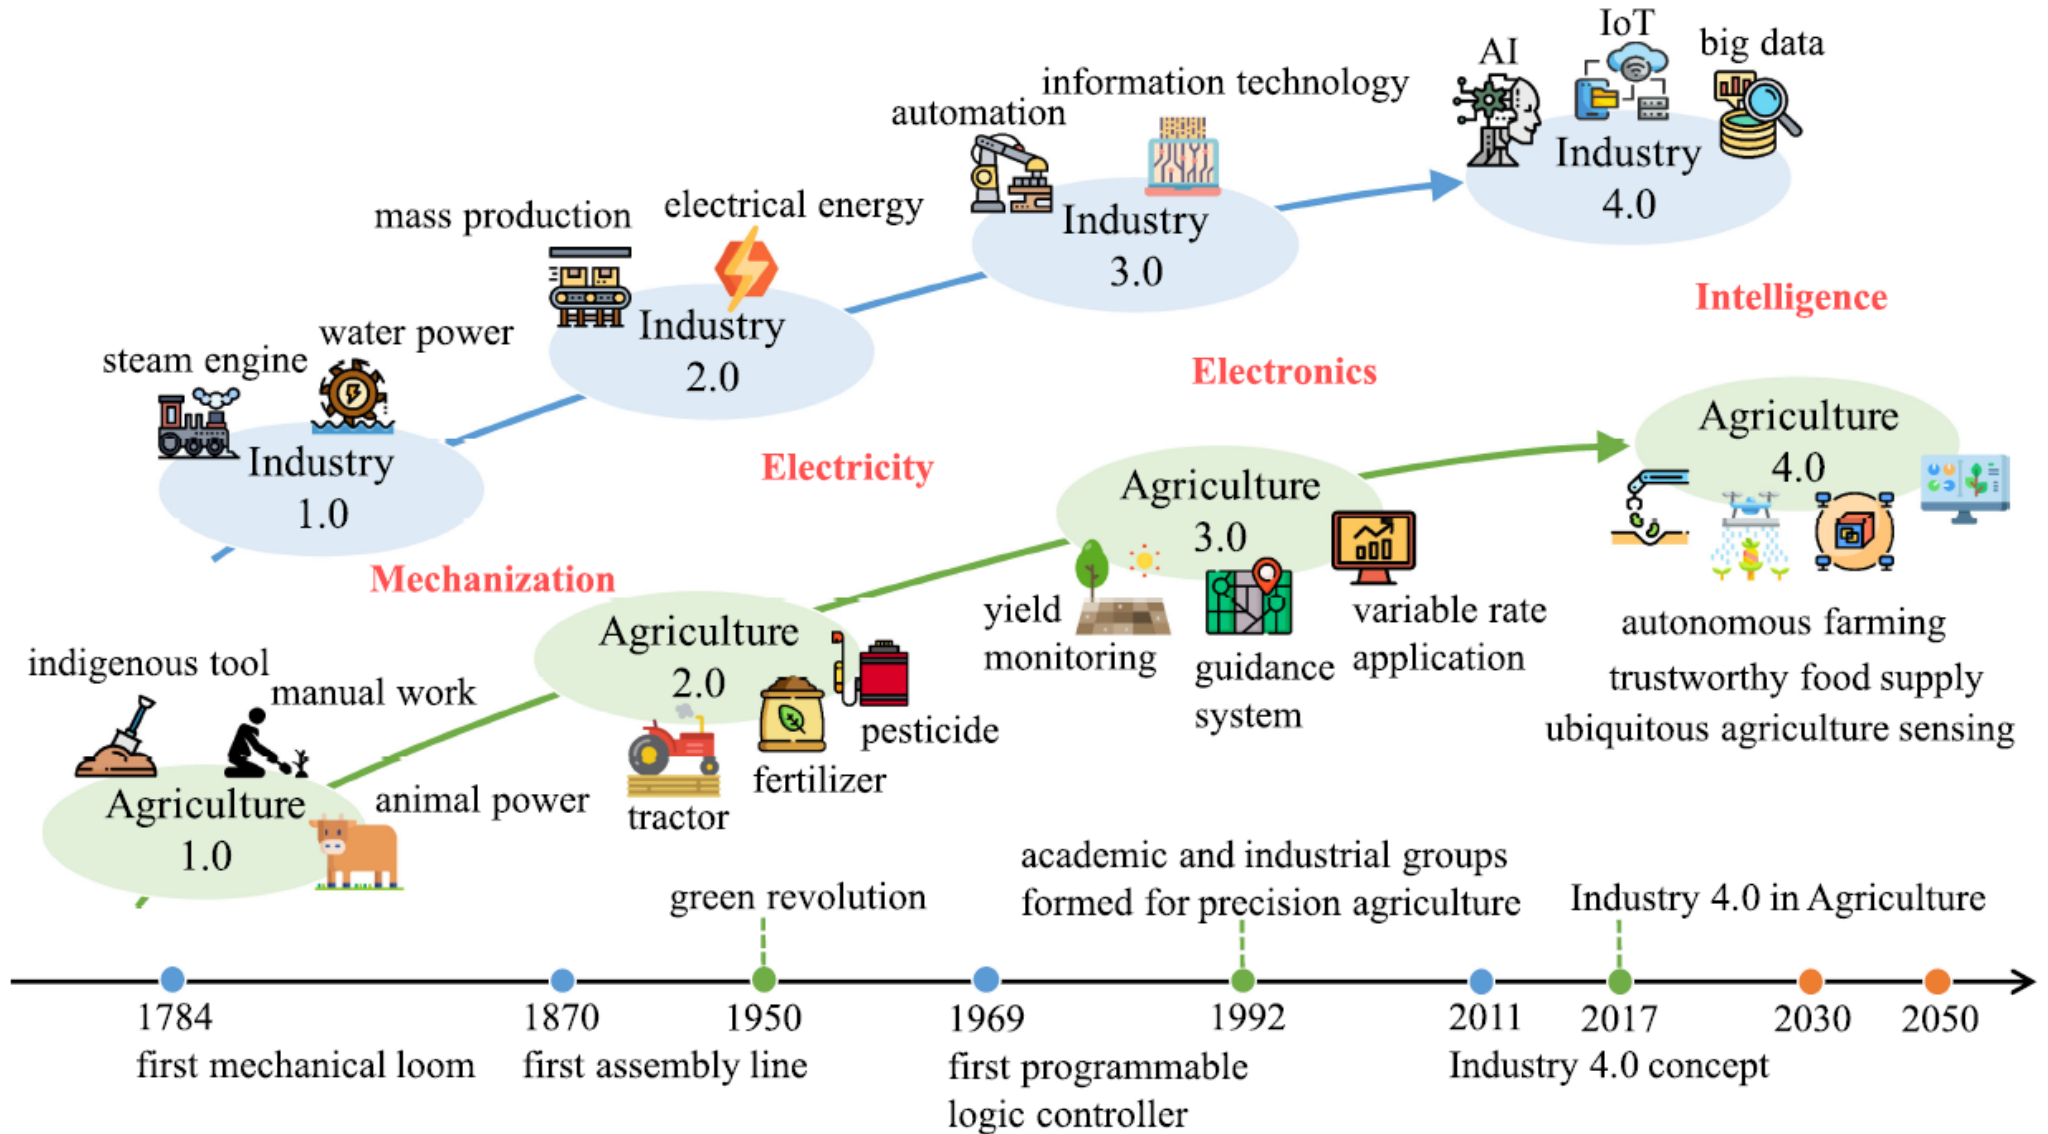 IoT
AI
big data
information technology
automation
Industry
4.0
electrical energy
mass production
Industry
3.0
Intelligence
water power
steam engine
Industry
2.0
Electronics
Agriculture
4.0
Electricity
Industry
1.0
Agriculture
3.0
Mechanization
yield
monitoring
guidance
system
variable rate
application
autonomous farming
trustworthy food supply
ubiquitous agriculture sensing
Agriculture
2.0
indigenous tool
manual work
pesticide
fertilizer
tractor
animal power
Agriculture
1.0
green revolution
academic and industrial groups
formed for precision agriculture
Industry 4.0 in Agriculture
1784
first mechanical loom
1870
first assembly line
1950
1969
first programmable
logic controller
1992
2011
Industry 4.0 concept
2017
2030
2050